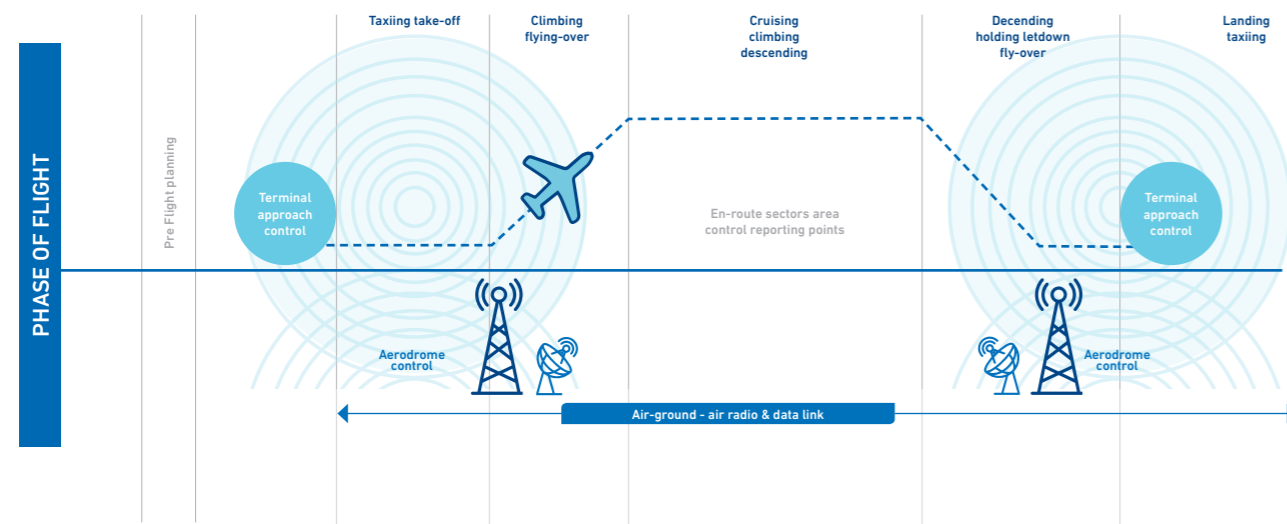 PHASE OF FLIGHT
Pre Flight planning
Taxiing take-off
Climbing
flying-over
Cruising
climbing
descending
Decending
holding letdown
fly-over
Landing
taxiing
Terminal
approach
control
En-route sectors area
control reporting points
Terminal
approach
control
Aerodrome
control
Aerodrome
control
Air-ground - air radio & data link